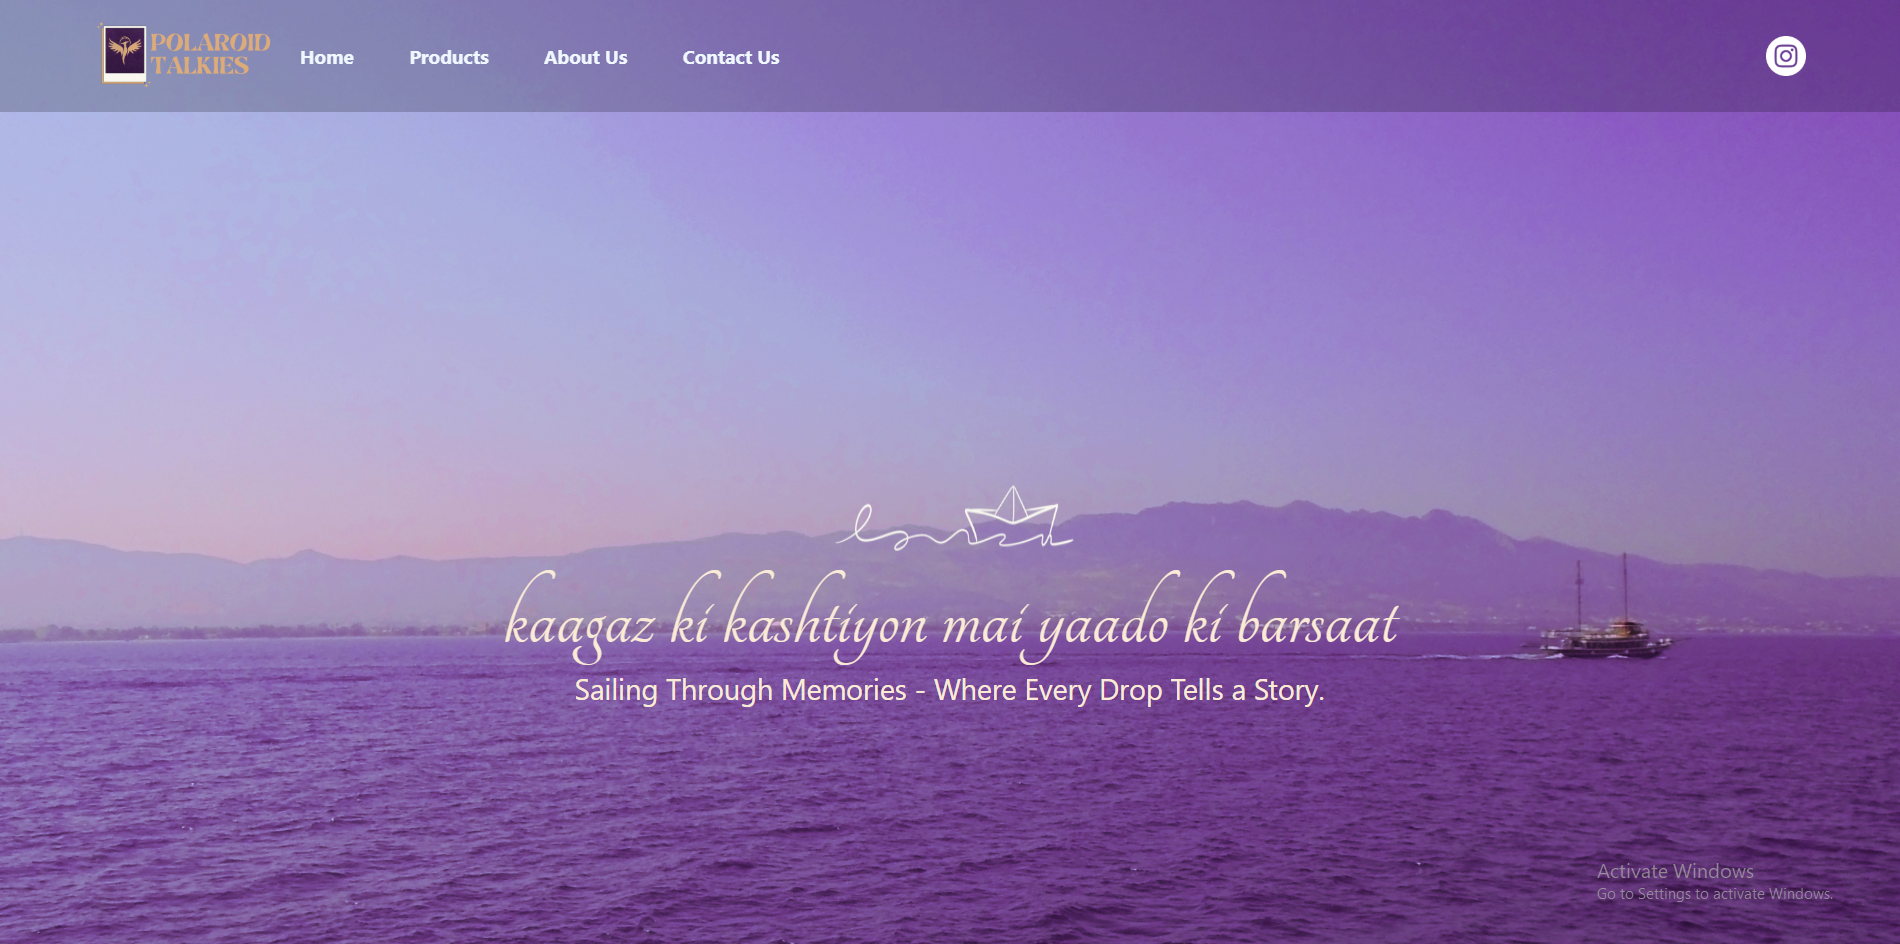 POLAROID
TALKIES
Home Products About Us Contact Us
kaagaz ki kashtiyon mai yaado ki barsaat
Sailing Through Memories - Where Every Drop Tells a Story.
Activate Windows
Go to Settings to activate Windows.